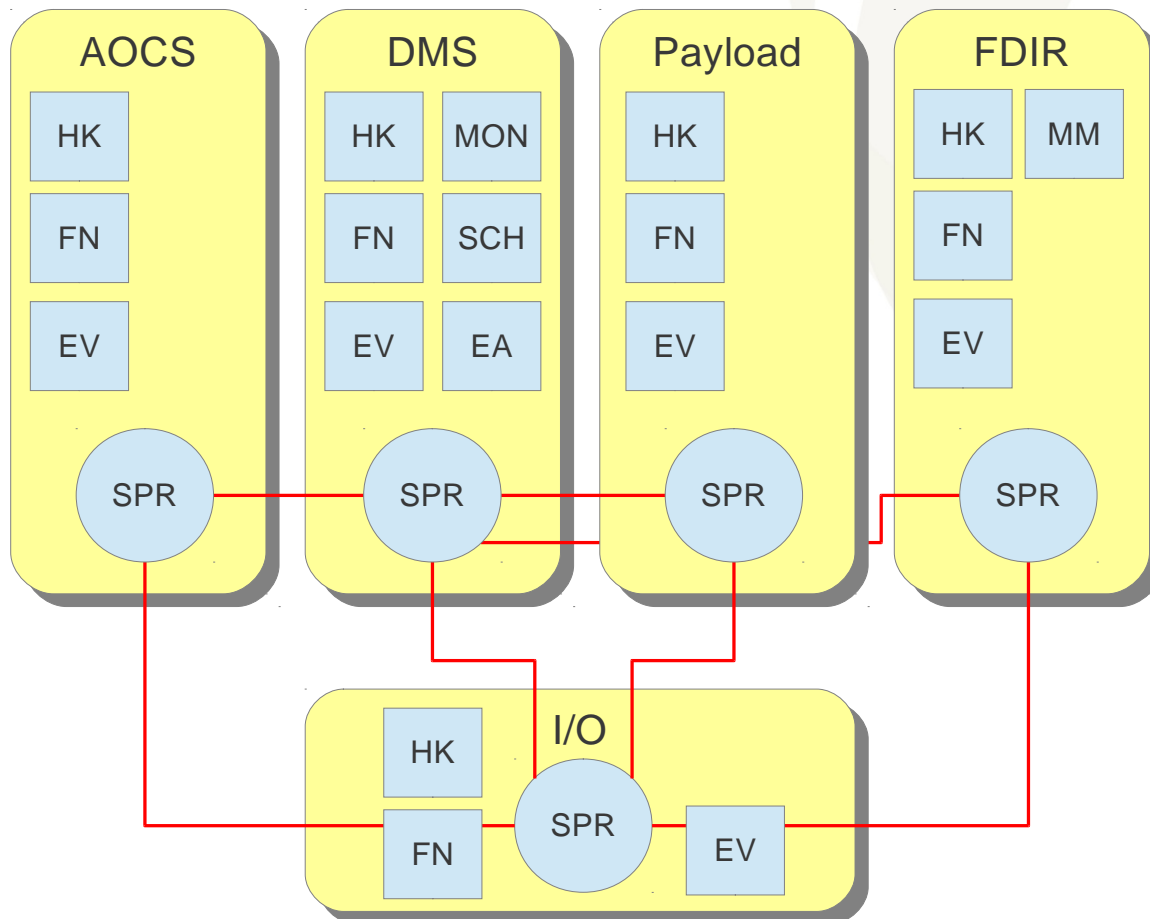 AOCS
HK
FN
EV
SPR
DMS
HK MON
FN SCH
EV EA
SPR
Payload
HK
FN
EV
SPR
FDIR
HK MM
FN
EV
SPR
I/O
HK
FN
SPR
EV